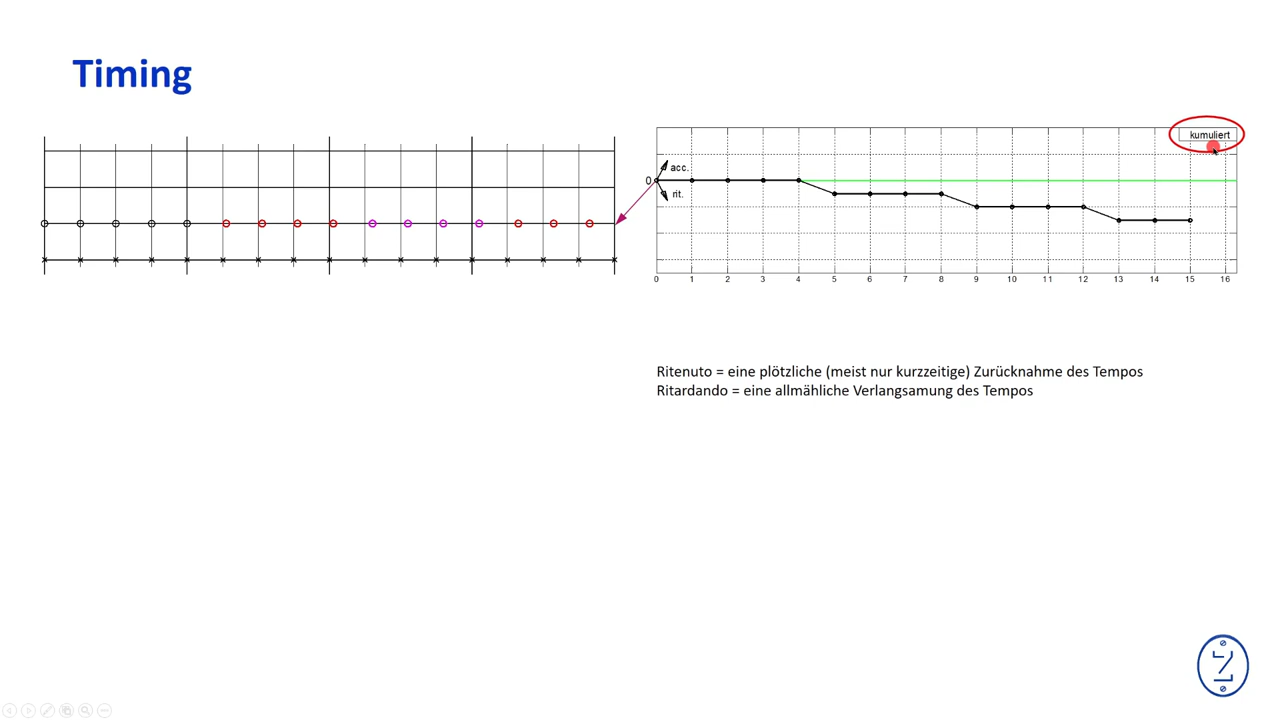 Timing
kumuliert
acc.
0
rit.
0 1 2 3 4 5 6 7 8 9 10 11 12 13 14 15 16
Ritenuto = eine plötzliche (meist nur kurzzeitige) Zurücknahme des Tempos
Ritardando = eine allmähliche Verlangsamung des Tempos